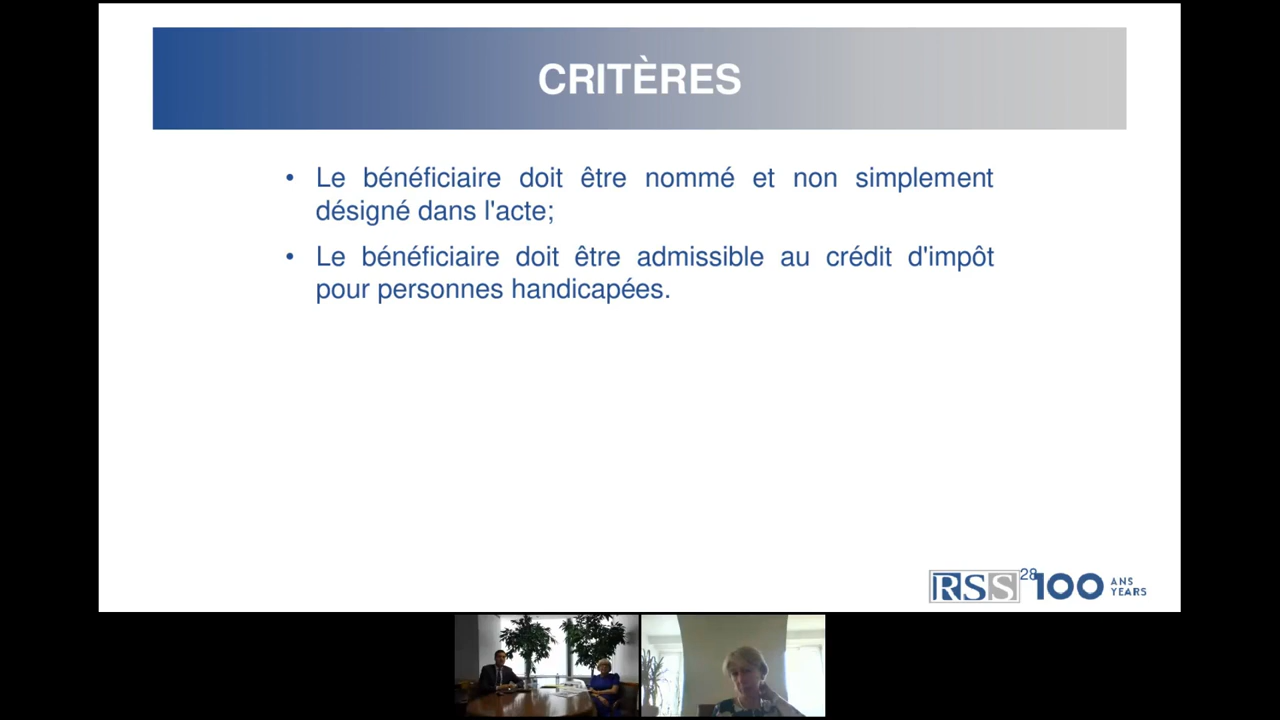 CRITÈRES
• Le bénéficiaire doit être nommé et non simplement
désigné dans l'acte;
• Le bénéficiaire doit être admissible au crédit d'impôt
pour personnes handicapées.
28
RSS 100 ANS
YEARS